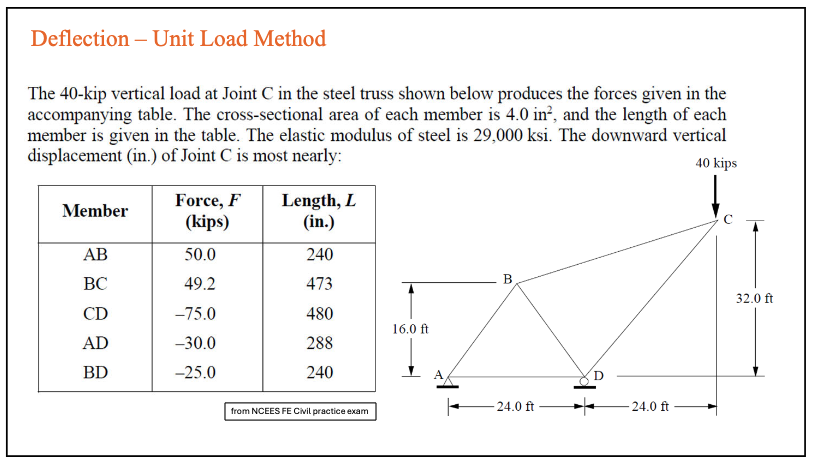 Deflection – Unit Load Method
The 40-kip vertical load at Joint C in the steel truss shown below produces the forces given in the
accompanying table. The cross-sectional area of each member is 4.0 in², and the length of each
member is given in the table. The elastic modulus of steel is 29,000 ksi. The downward vertical
displacement (in.) of Joint C is most nearly:
Member Force, F (kips) Length, L (in.)
AB 50.0 240
BC 49.2 473
CD –75.0 480
AD –30.0 288
BD –25.0 240
from NCEES FE Civil practice exam
40 kips
C
B
32.0 ft
16.0 ft
A
D
24.0 ft
24.0 ft